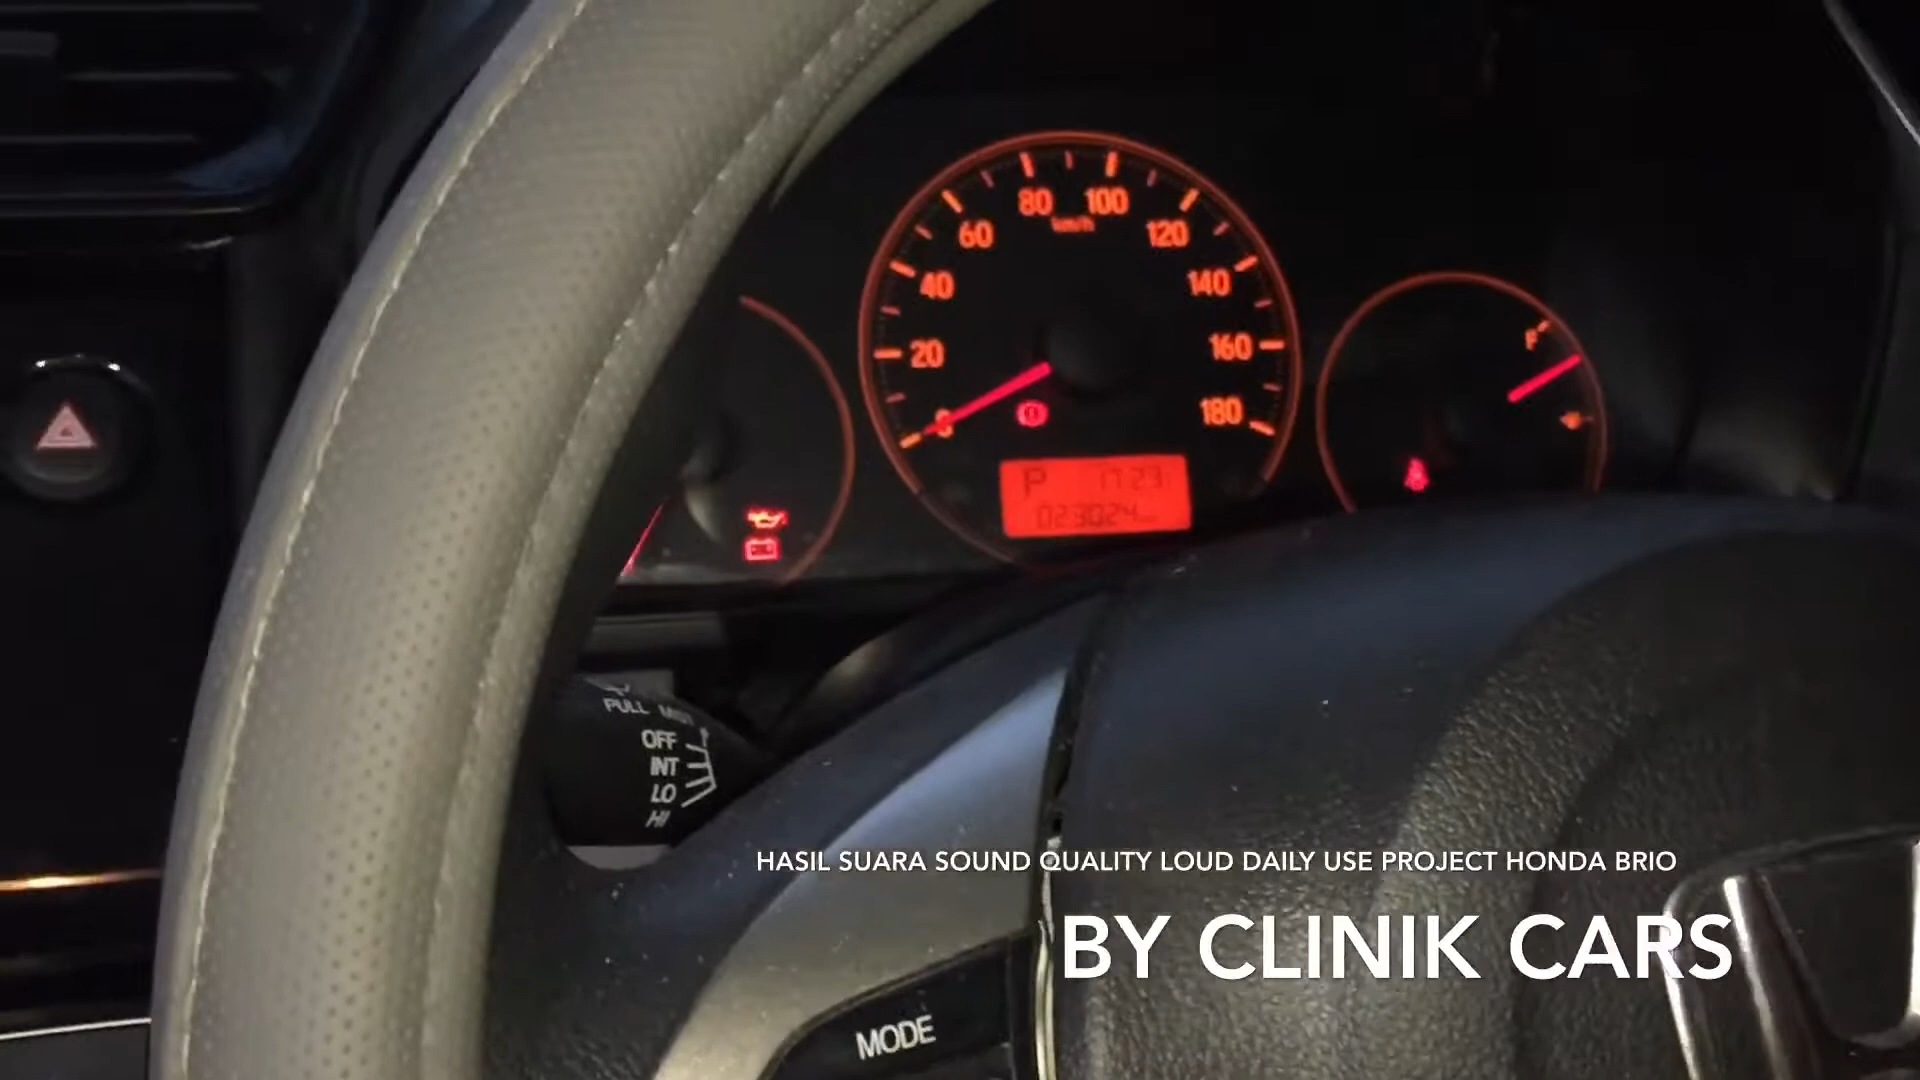 80 100
km/h
60 120
40 140
20 160
0 180
F
P 17:23
023024
PULL MIST
OFF
INT
LO
HI
HASIL SUARA SOUND QUALITY LOUD DAILY USE PROJECT HONDA BRIO
BY CLINIK CARS
MODE